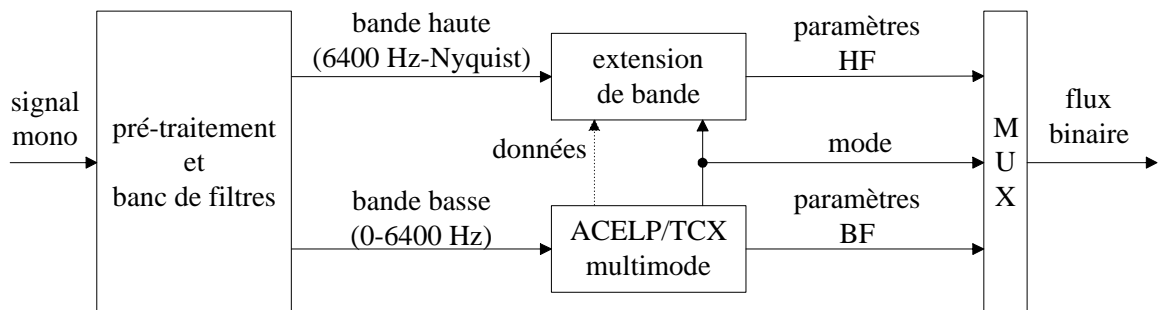 signal
mono
pré-traitement
et
banc de filtres
bande haute
(6400 Hz-Nyquist)
bande basse
(0-6400 Hz)
extension
de bande
données
ACELP/TCX
multimode
paramètres
HF
mode
paramètres
BF
M
U
X
flux
binaire